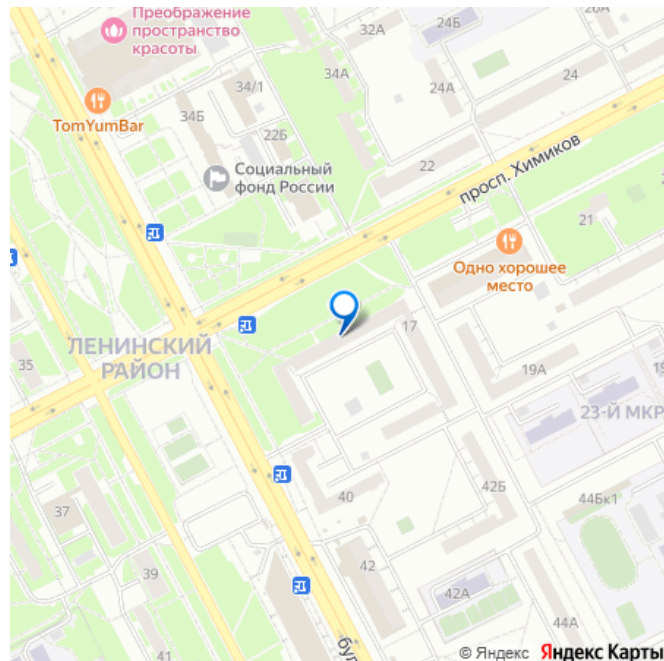 Преображение
пространство
красоты
32А
24Б
26А
34А
24А
24
34/1
TomYumBar
34Б
22Б
22
Социальный
фонд России
просп. Химиков
21
Одно хорошее
место
17
ЛЕНИНСКИЙ
РАЙОН
35
19А
23-Й МКР
40
42Б
44Бк1
37
42
39
42А
44А
41
бул
© Яндекс Яндекс Карты